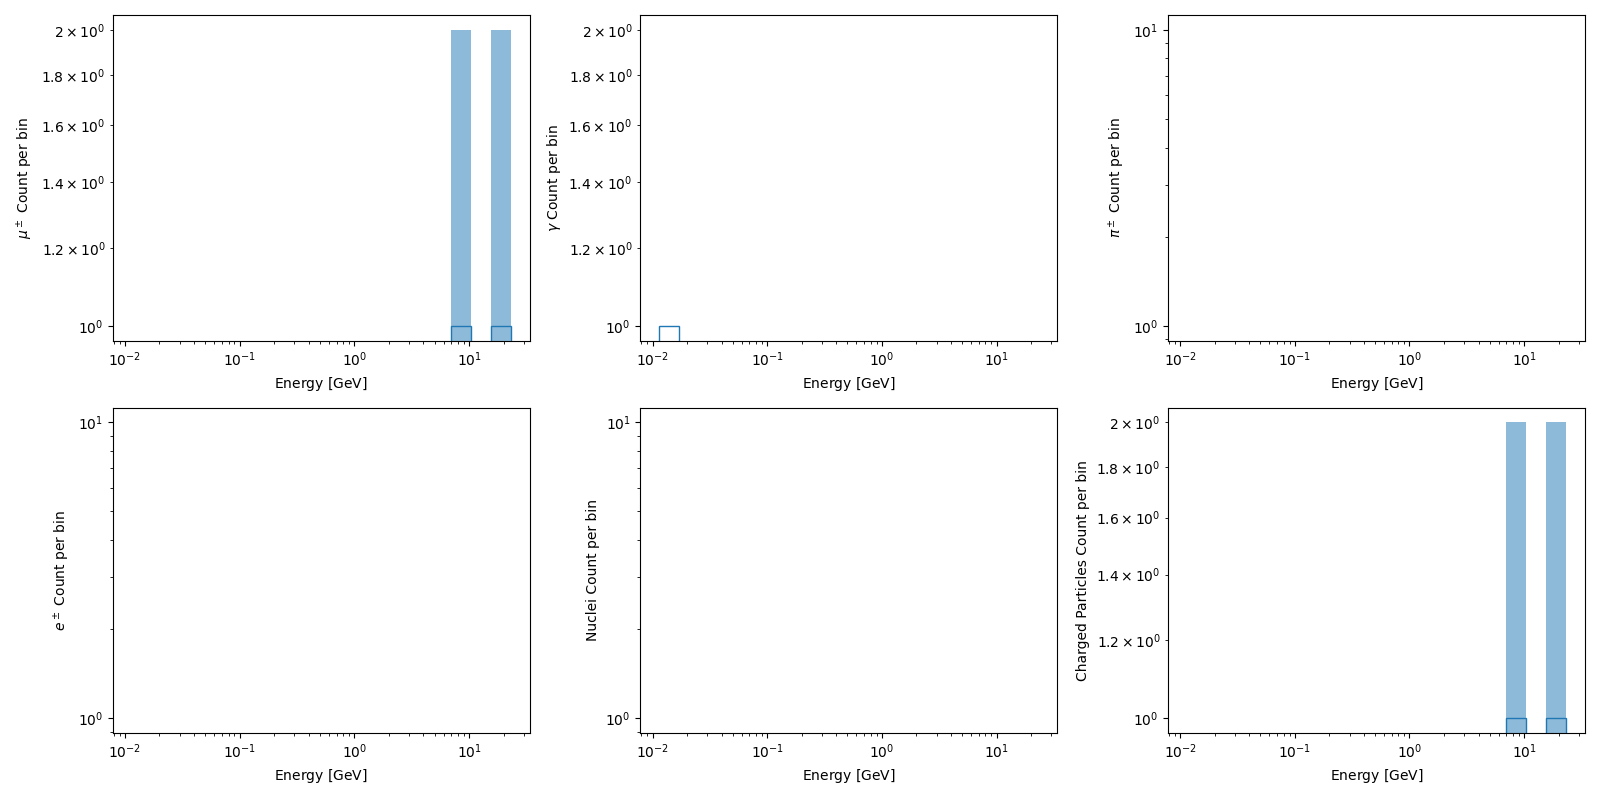 2 × 10⁰
1.8 × 10⁰
1.6 × 10⁰
1.4 × 10⁰
1.2 × 10⁰
10⁰
μ± Count per bin
10⁻² 10⁻¹ 10⁰ 10¹
Energy [GeV]
2 × 10⁰
1.8 × 10⁰
1.6 × 10⁰
1.4 × 10⁰
1.2 × 10⁰
10⁰
γ Count per bin
10⁻² 10⁻¹ 10⁰ 10¹
Energy [GeV]
10¹
10⁰
π± Count per bin
10⁻² 10⁻¹ 10⁰ 10¹
Energy [GeV]
10¹
10⁰
e± Count per bin
10⁻² 10⁻¹ 10⁰ 10¹
Energy [GeV]
10¹
10⁰
Nuclei Count per bin
10⁻² 10⁻¹ 10⁰ 10¹
Energy [GeV]
2 × 10⁰
1.8 × 10⁰
1.6 × 10⁰
1.4 × 10⁰
1.2 × 10⁰
10⁰
Charged Particles Count per bin
10⁻² 10⁻¹ 10⁰ 10¹
Energy [GeV]